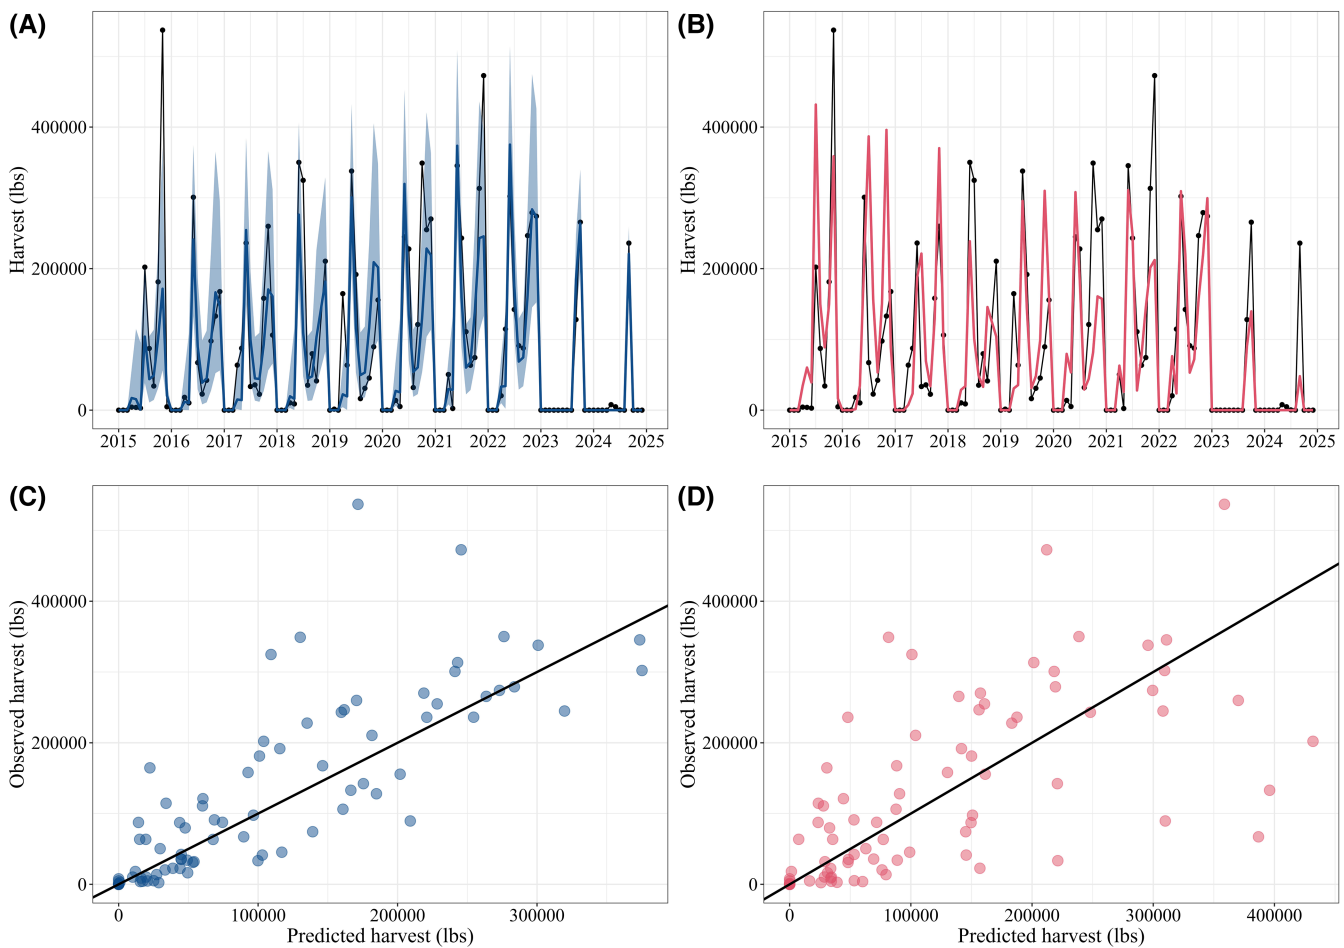 (A)
Harvest (lbs)
400000
200000
0
2015 2016 2017 2018 2019 2020 2021 2022 2023 2024 2025
(B)
Harvest (lbs)
400000
200000
0
2015 2016 2017 2018 2019 2020 2021 2022 2023 2024 2025
(C)
Observed harvest (lbs)
400000
200000
0
0 100000 200000 300000
Predicted harvest (lbs)
(D)
Observed harvest (lbs)
400000
200000
0
0 100000 200000 300000 400000
Predicted harvest (lbs)